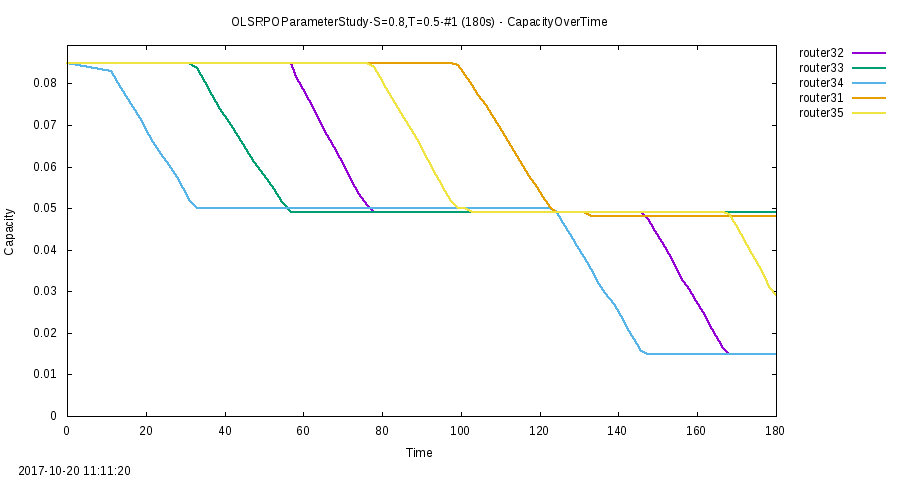 OLSRPOParameterStudy-S=0.8,T=0.5-#1 (180s) - CapacityOverTime
router32
router33
router34
router31
router35
0.08
0.07
0.06
0.05
0.04
0.03
0.02
0.01
0
Capacity
0 20 40 60 80 100 120 140 160 180
Time
2017-10-20 11:11:20